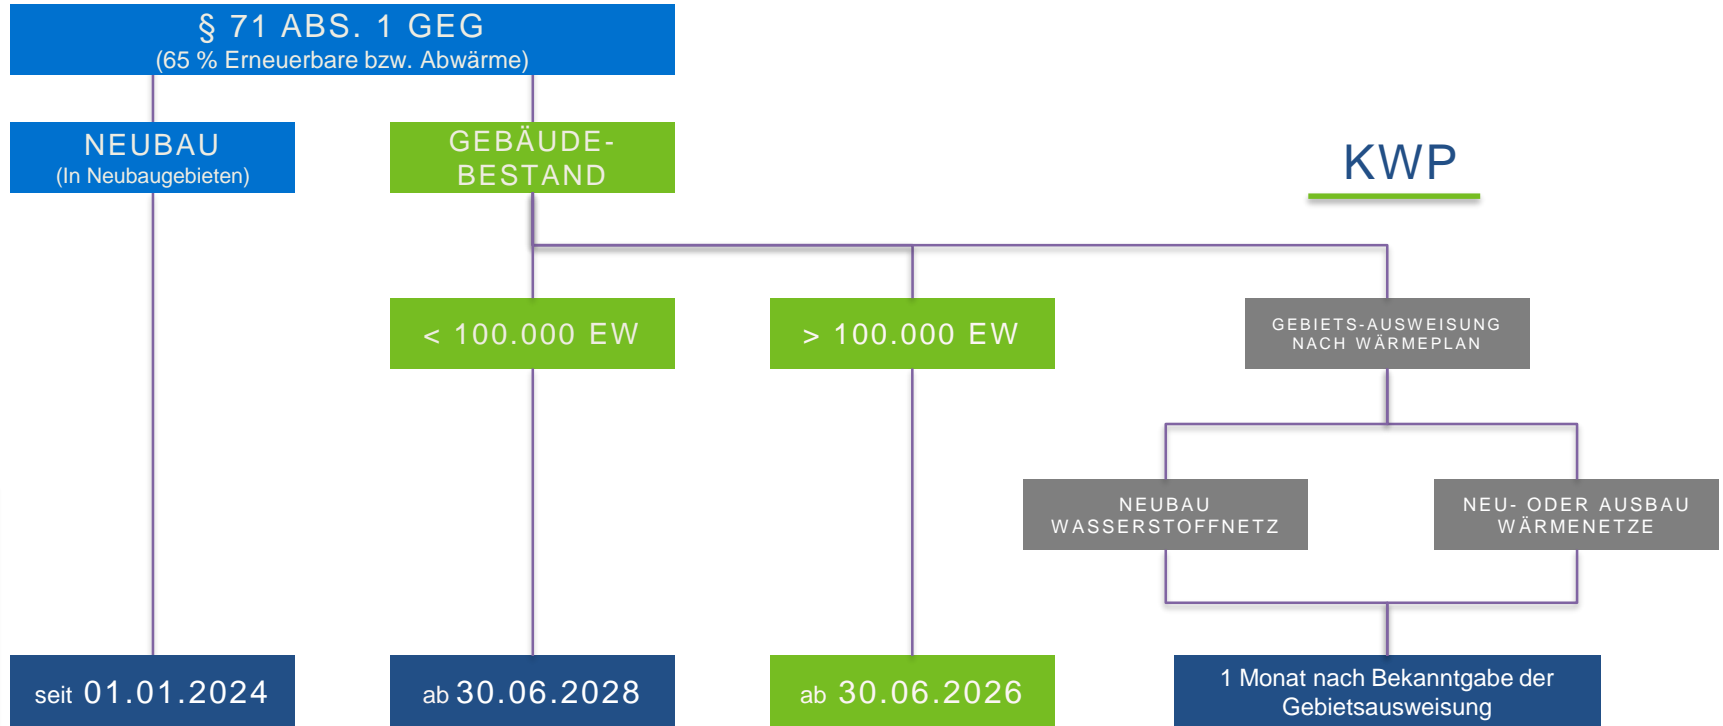 § 71 ABS. 1 GEG
(65 % Erneuerbare bzw. Abwärme)
NEUBAU
(In Neubaugebieten)
GEBÄUDE-
BESTAND
KWP
< 100.000 EW
> 100.000 EW
GEBIETS-AUSWEISUNG
NACH WÄRMEPLAN
NEUBAU
WASSERSTOFFNETZ
NEU- ODER AUSBAU
WÄRMENETZE
seit 01.01.2024
ab 30.06.2028
ab 30.06.2026
1 Monat nach Bekanntgabe der
Gebietsausweisung